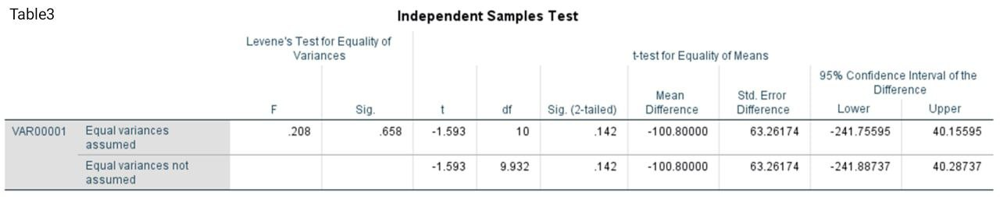 Table3
Independent Samples Test
Levene's Test for Equality of
Variances
t-test for Equality of Means
F
Sig.
t
df
Sig. (2-tailed)
Mean
Difference
Std. Error
Difference
95% Confidence Interval of the
Difference
Lower
Upper
VAR00001
Equal variances
assumed
.208
.658
-1.593
10
.142
-100.80000
63.26174
-241.75595
40.15595
Equal variances not
assumed
-1.593
9.932
.142
-100.80000
63.26174
-241.88737
40.28737